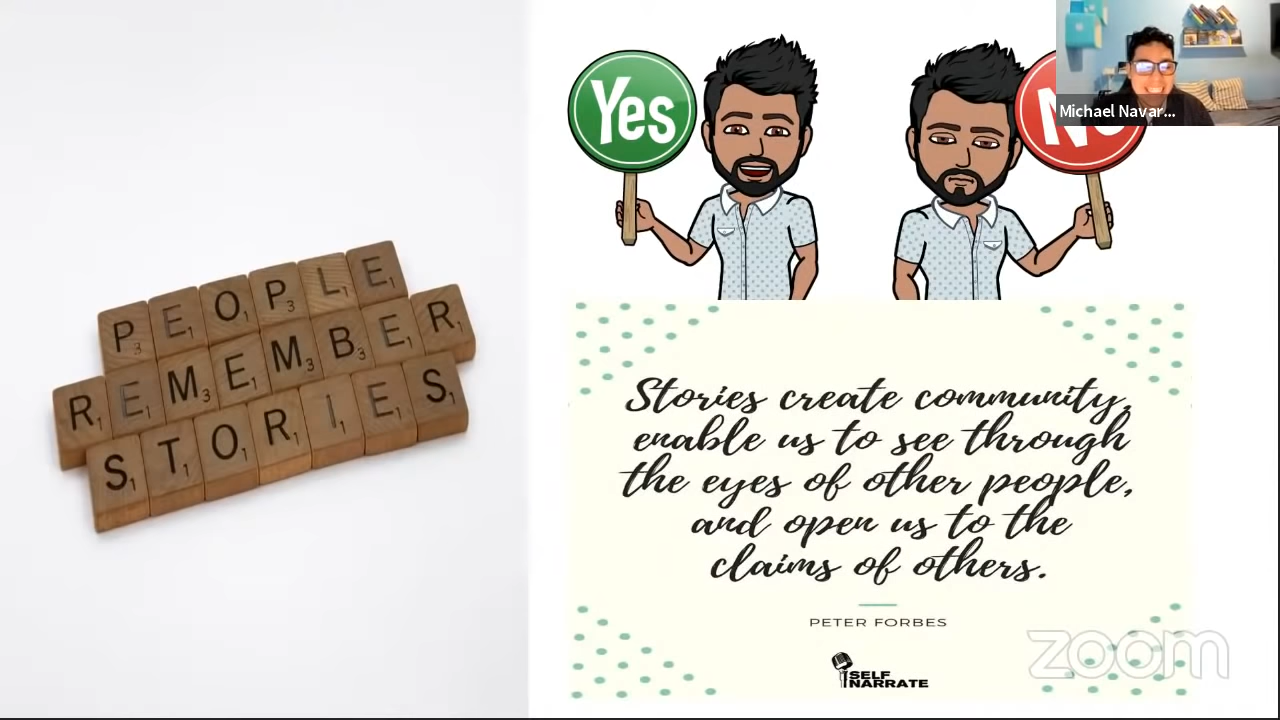 PEOPLE
REMEMBER
STORIES
Yes
No
Michael Navar...
Stories create community,
enable us to see through
the eyes of other people,
and open us to the
claims of others.
PETER FORBES
SELF
NARRATE
zoom